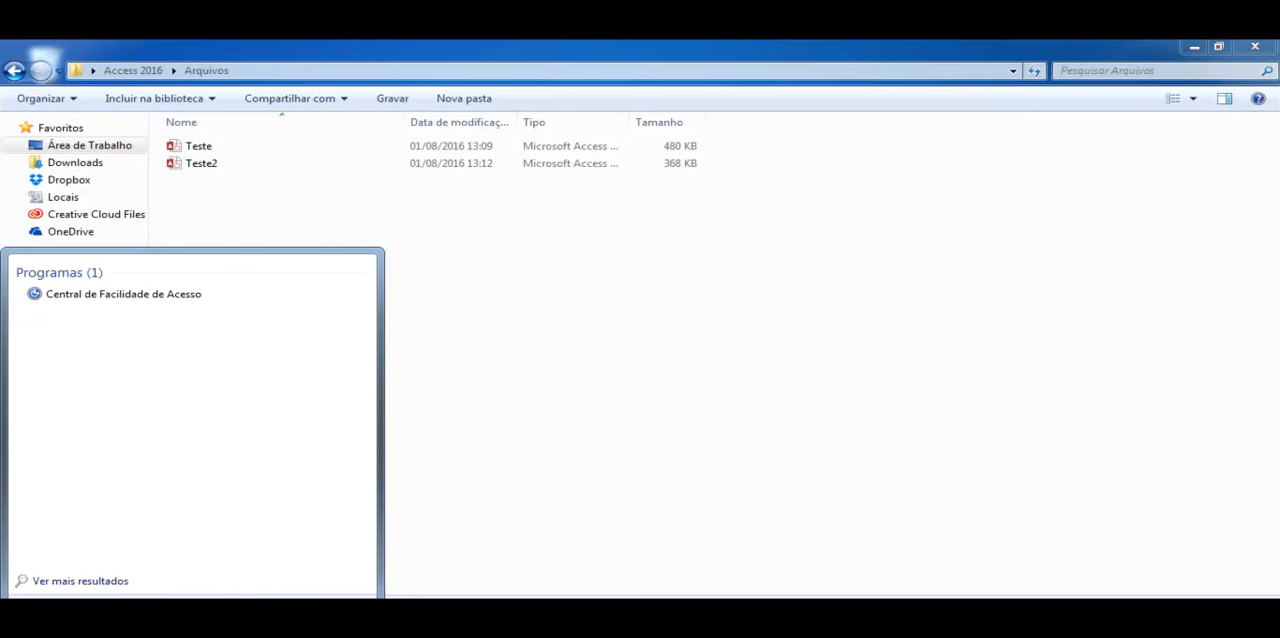 Access 2016 Arquivos
Pesquisar Arquivos
Organizar Incluir na biblioteca Compartilhar com Gravar Nova pasta
Favoritos
Área de Trabalho
Downloads
Dropbox
Locais
Creative Cloud Files
OneDrive
Nome Data de modificaç... Tipo Tamanho
Teste 01/08/2016 13:09 Microsoft Access ... 480 KB
Teste2 01/08/2016 13:12 Microsoft Access ... 368 KB
Programas (1)
Central de Facilidade de Acesso
Ver mais resultados